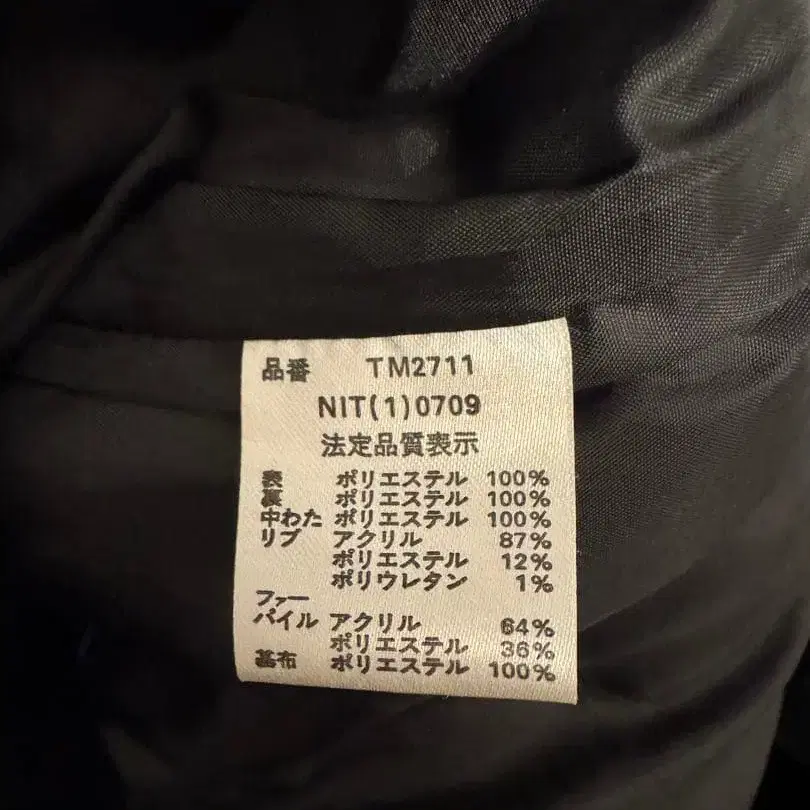 品番 TM2711
NIT(1)0709
法定品質表示
表 ポリエステル 100%
裏 ポリエステル 100%
中わた ポリエステル 100%
リブ アクリル 87%
ポリエステル 12%
ポリウレタン 1%
ファー
パイル アクリル 64%
ポリエステル 36%
基布 ポリエステル 100%